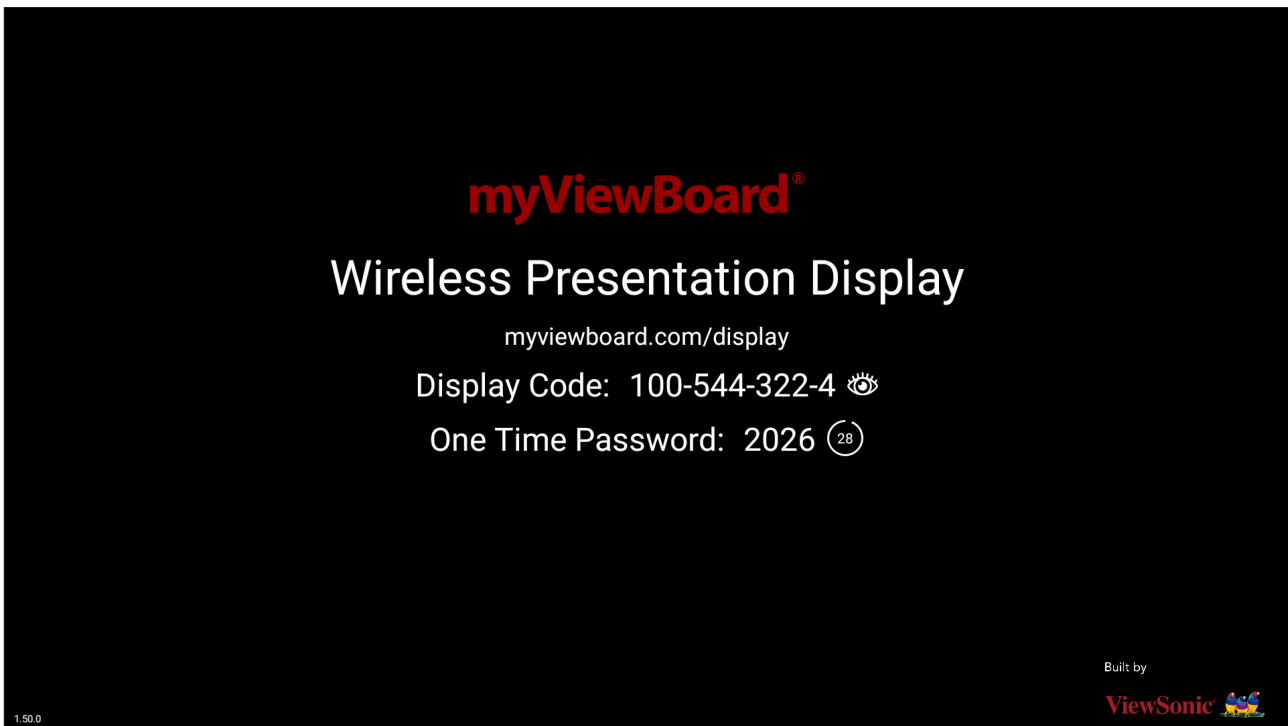 myViewBoard®
Wireless Presentation Display
myviewboard.com/display
Display Code: 100-544-322-4
One Time Password: 2026 28
Built by
ViewSonic
1.50.0